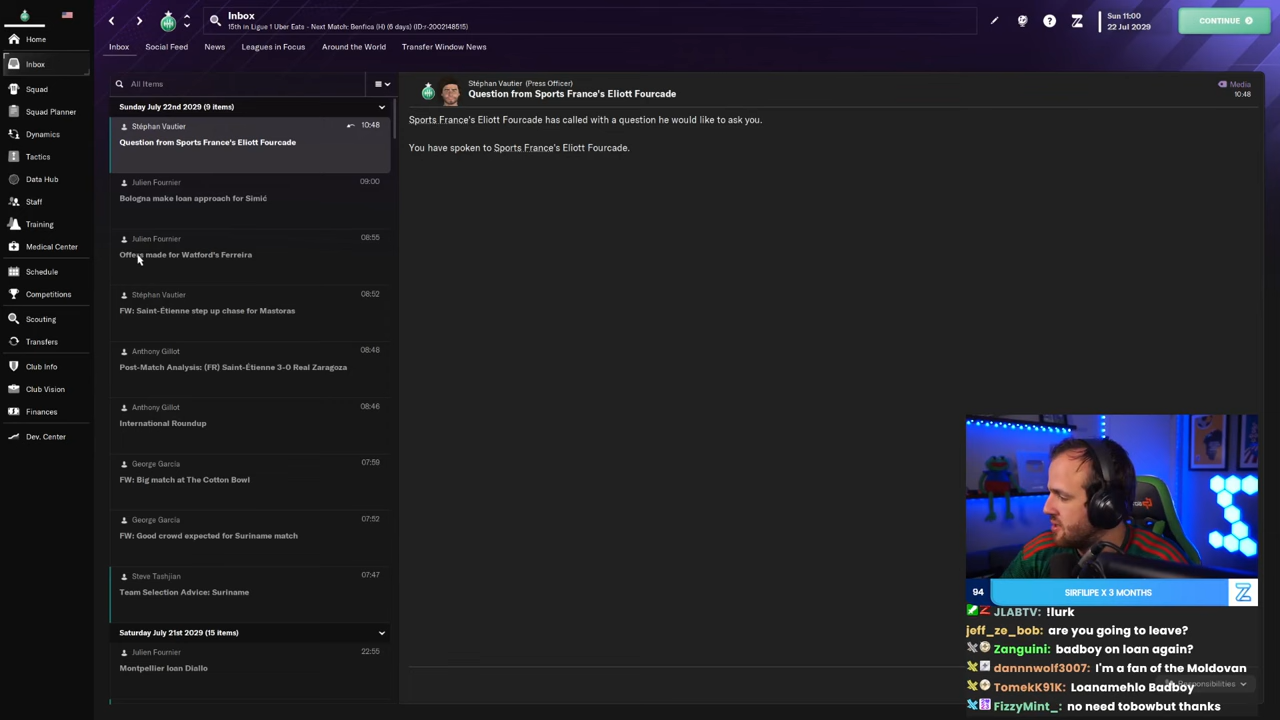 Inbox
15th in Ligue 1 Uber Eats - Next Match: Benfica (H) (6 days) (ID:r-2002148515)
Sun 11:00
22 Jul 2029
CONTINUE
Home
Inbox
Squad
Squad Planner
Dynamics
Tactics
Data Hub
Staff
Training
Medical Center
Schedule
Competitions
Scouting
Transfers
Club Info
Club Vision
Finances
Dev. Center
Inbox Social Feed News Leagues in Focus Around the World Transfer Window News
All Items
Sunday July 22nd 2029 (9 items)
Stéphan Vautier 10:48
Question from Sports France's Eliott Fourcade
Julien Fournier 09:00
Bologna make loan approach for Simić
Julien Fournier 08:55
Offers made for Watford's Ferreira
Stéphan Vautier 08:52
FW: Saint-Étienne step up chase for Mastoras
Anthony Gillot 08:48
Post-Match Analysis: (FR) Saint-Étienne 3-0 Real Zaragoza
Anthony Gillot 08:46
International Roundup
George García 07:59
FW: Big match at The Cotton Bowl
George García 07:52
FW: Good crowd expected for Suriname match
Steve Tashjian 07:47
Team Selection Advice: Suriname
Saturday July 21st 2029 (15 items)
Julien Fournier 22:55
Montpellier loan Diallo
Stéphan Vautier (Press Officer)
Question from Sports France's Eliott Fourcade
Media
10:48
Sports France's Eliott Fourcade has called with a question he would like to ask you.
You have spoken to Sports France's Eliott Fourcade.
94 SIRFILIPE X 3 MONTHS
JLABTV: !lurk
jeff_ze_bob: are you going to leave?
Zanguini: badboy on loan again?
dannnwolf3007: I'm a fan of the Moldovan
TomekK91K: Loanamehlo Badboy
FizzyMint_: no need tobowbut thanks
Responsibilities